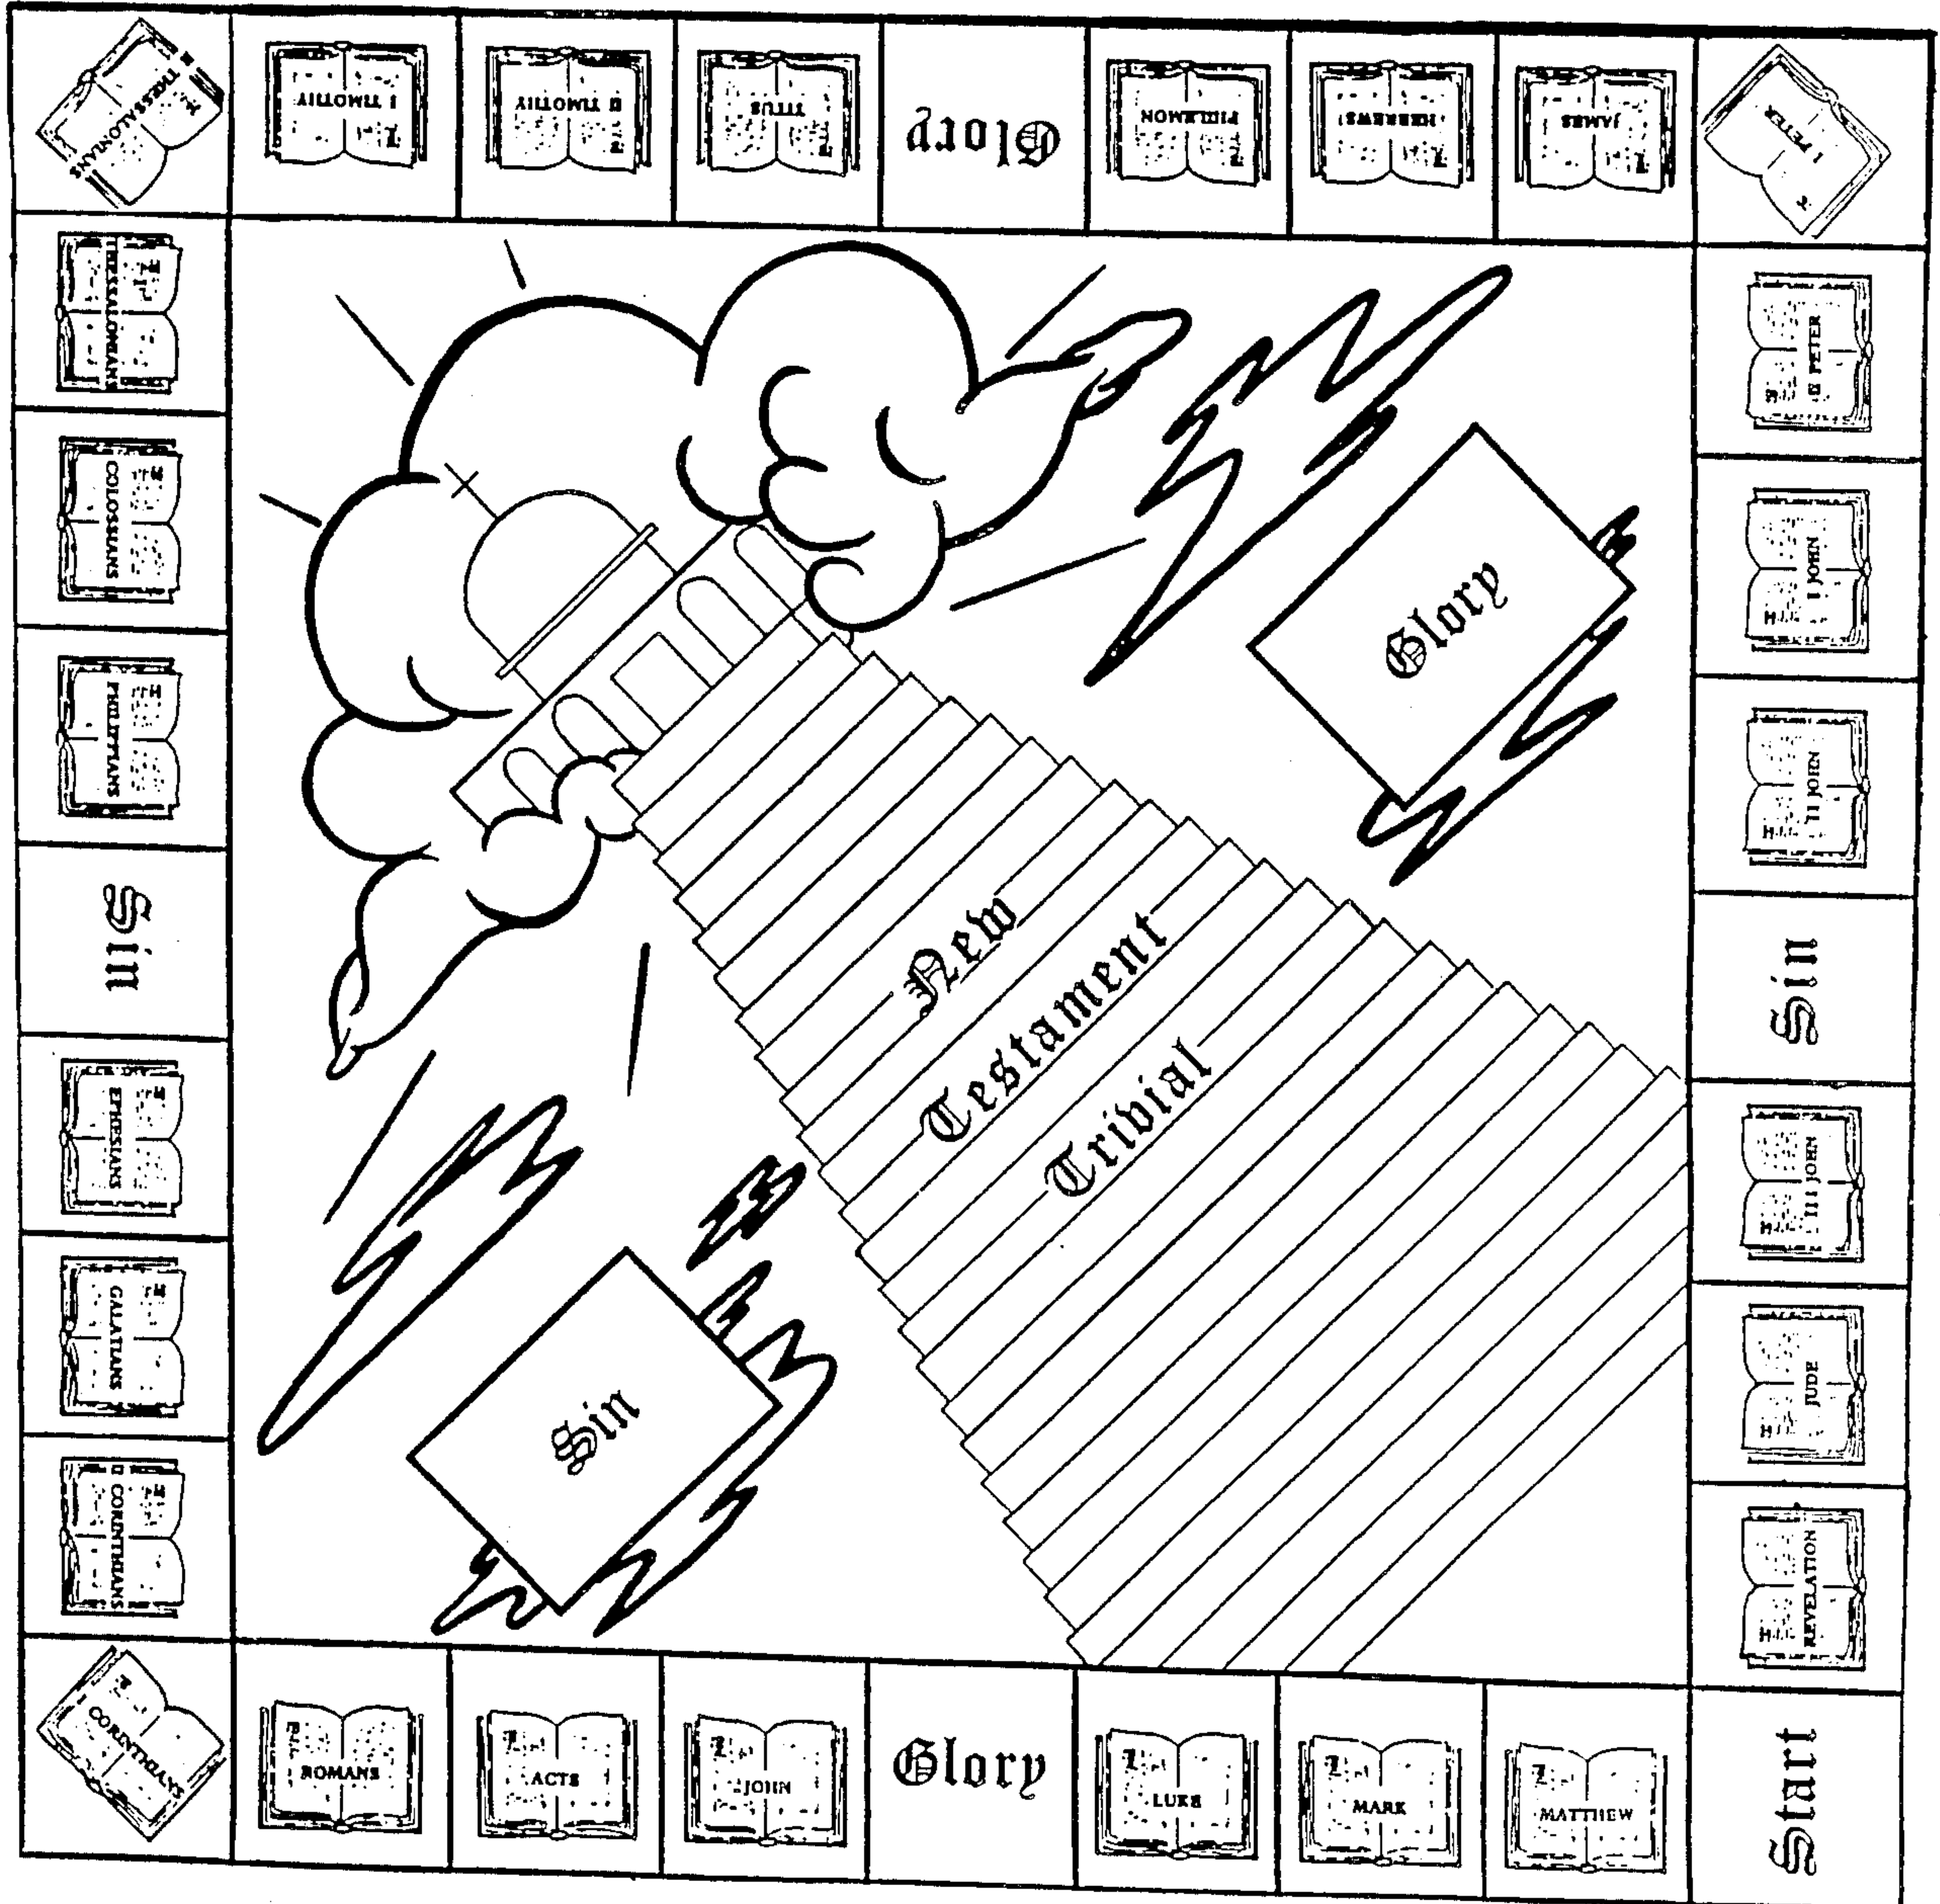 Start
MATTHEW
MARK
LUKE
Glory
JOHN
ACTS
ROMANS
CORINTHIANS
II CORINTHIANS
GALATIANS
EPHESIANS
Sin
PHILIPPIANS
COLOSSIANS
THESSALONIANS
II
THESSALONIANS
I TIMOTHY
II TIMOTHY
TITUS
Glory
PHILEMON
HEBREWS
JAMES
I PETER
II PETER
I JOHN
II JOHN
Sin
III JOHN
JUDE
REVELATION
Glory
New
Testament
Trivial
Sin